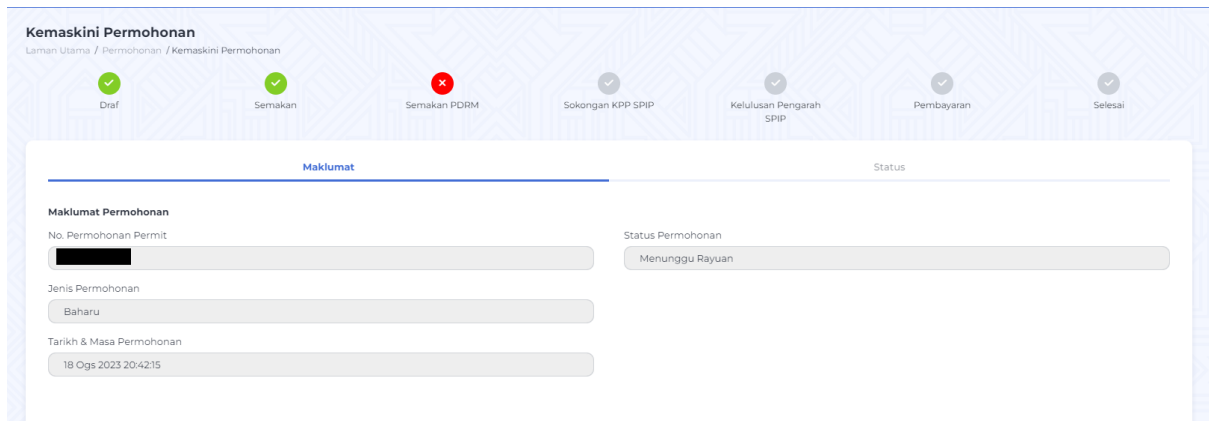 Kemaskini Permohonan
Laman Utama / Permohonan / Kemaskini Permohonan
Draf
Semakan
Semakan PDRM
Sokongan KPP SPIP
Kelulusan Pengarah
SPIP
Pembayaran
Selesai
Maklumat
Status
Maklumat Permohonan
No. Permohonan Permit
Status Permohonan
Menunggu Rayuan
Jenis Permohonan
Baharu
Tarikh & Masa Permohonan
18 Ogs 2023 20:42:15